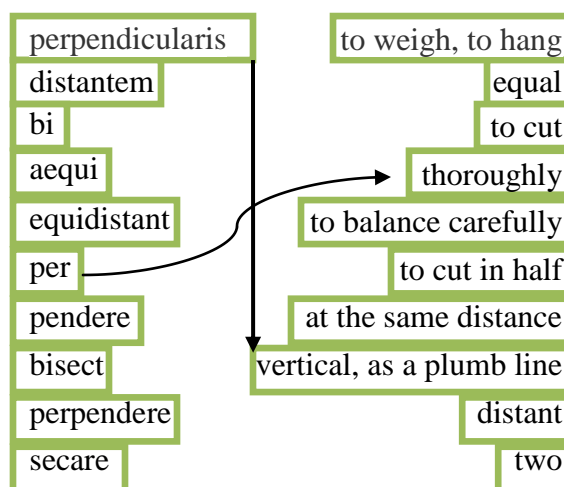 perpendicularis to weigh, to hang
distantem equal
bi to cut
aequi thoroughly
equidistant to balance carefully
per to cut in half
pendere at the same distance
bisect vertical, as a plumb line
perpendere distant
secare two